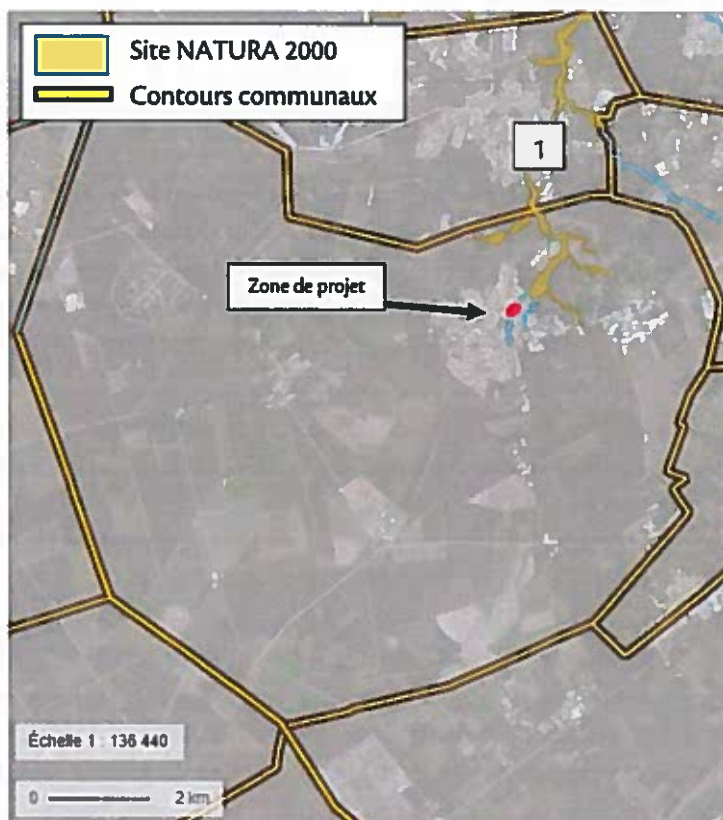 Site NATURA 2000
Contours communaux
1
Zone de projet
Échelle 1 : 136 440
0 2 km